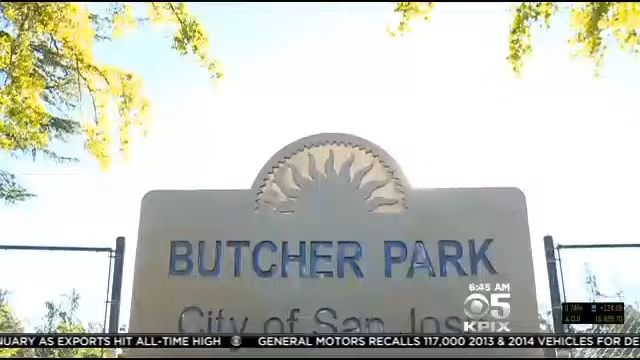 BUTCHER PARK
City of San Jose
6:45 AM
5
KPIX
NUARY AS EXPORTS HIT ALL-TIME HIGH GENERAL MOTORS RECALLS 117,000 2013 & 2014 VEHICLES FOR DE